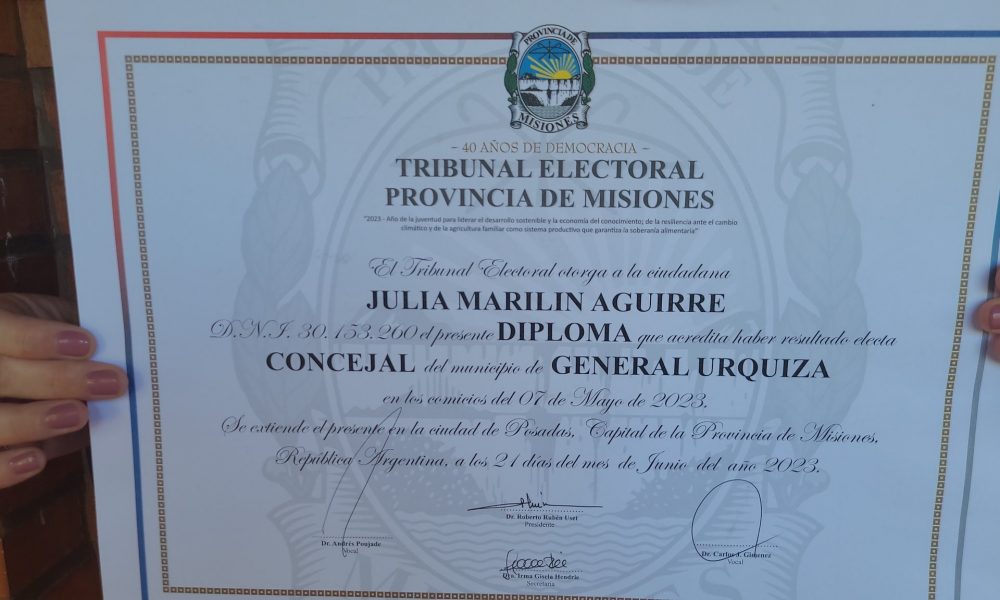 PROVINCIA DE
MISIONES
- 40 AÑOS DE DEMOCRACIA -
TRIBUNAL ELECTORAL
PROVINCIA DE MISIONES
"2023 - Año de la juventud para liderar el desarrollo sostenible y la economía del conocimiento; de la resiliencia ante el cambio
climático y de la agricultura familiar como sistema productivo que garantiza la soberanía alimentaria"
El Tribunal Electoral otorga a la ciudadana
JULIA MARILIN AGUIRRE
D.N.I. 30.153.260 el presente DIPLOMA que acredita haber resultado electa
CONCEJAL del municipio de GENERAL URQUIZA
en los comicios del 07 de Mayo de 2023.
Se extiende el presente en la ciudad de Posadas, Capital de la Provincia de Misiones,
República Argentina, a los 21 días del mes de Junio del año 2023.
Dr. Roberto Rubén Uset
Presidente
Dr. Andrés Poujade
Vocal
Dr. Carlos J. Gimenez
Vocal
Dra. Irma Gisela Hendrie
Secretaria